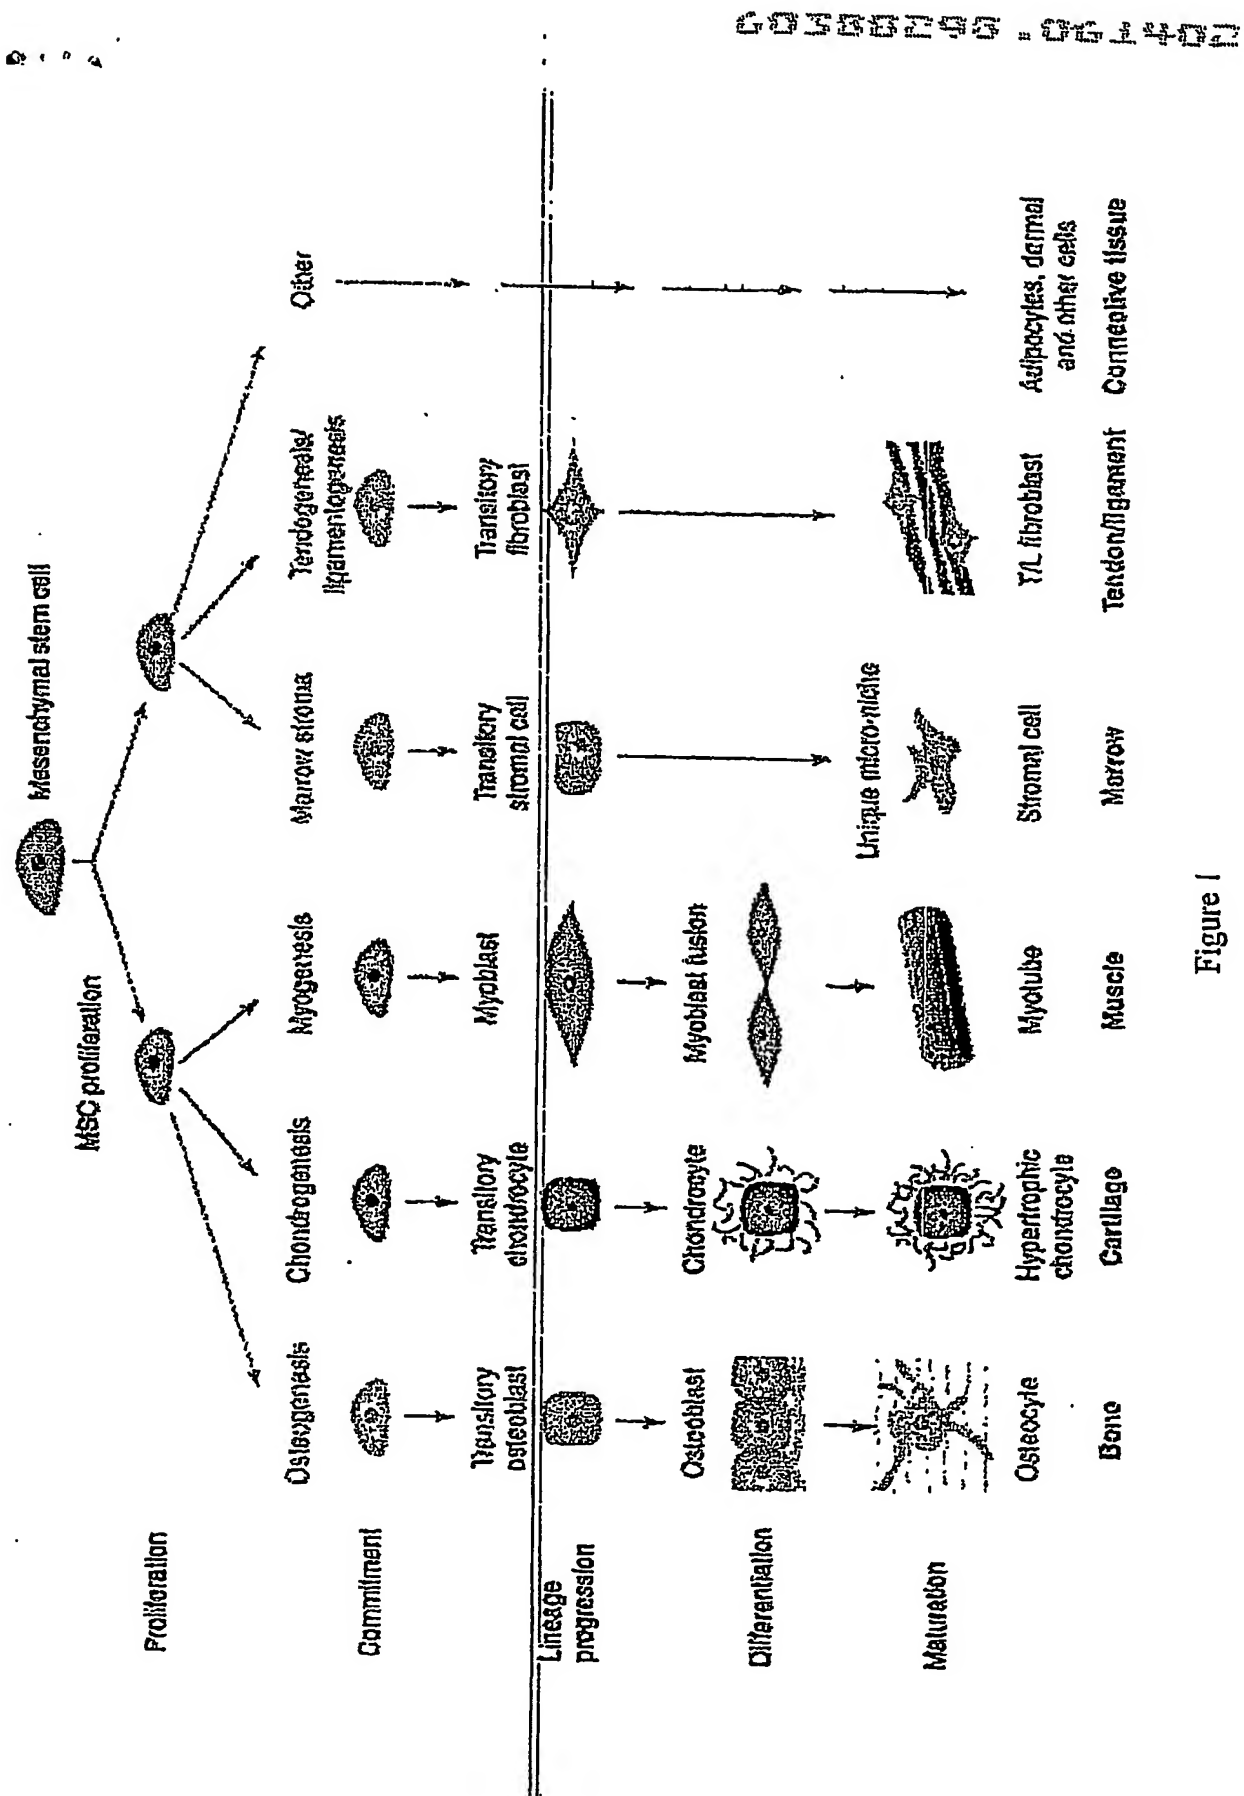 Mesenchymal stem cell
MSC proliferation
Proliferation
Osteogenesis
Chondrogenesis
Myogenesis
Marrow stroma
Tendogenesis/
ligamentogenesis
Other
Commitment
Transitory
osteoblast
Transitory
chondrocyte
Myoblast
Transitory
stromal cell
Transitory
fibroblast
Lineage
progression
Osteoblast
Chondrocyte
Myoblast fusion
Differentiation
Unique micro-niche
Maturation
Osteocyte
Hypertrophic
chondrocyte
Myotube
Stromal cell
T/L fibroblast
Adipocytes, dermal
and other cells
Bone
Cartilage
Muscle
Marrow
Tendon/ligament
Connective tissue
Figure 1